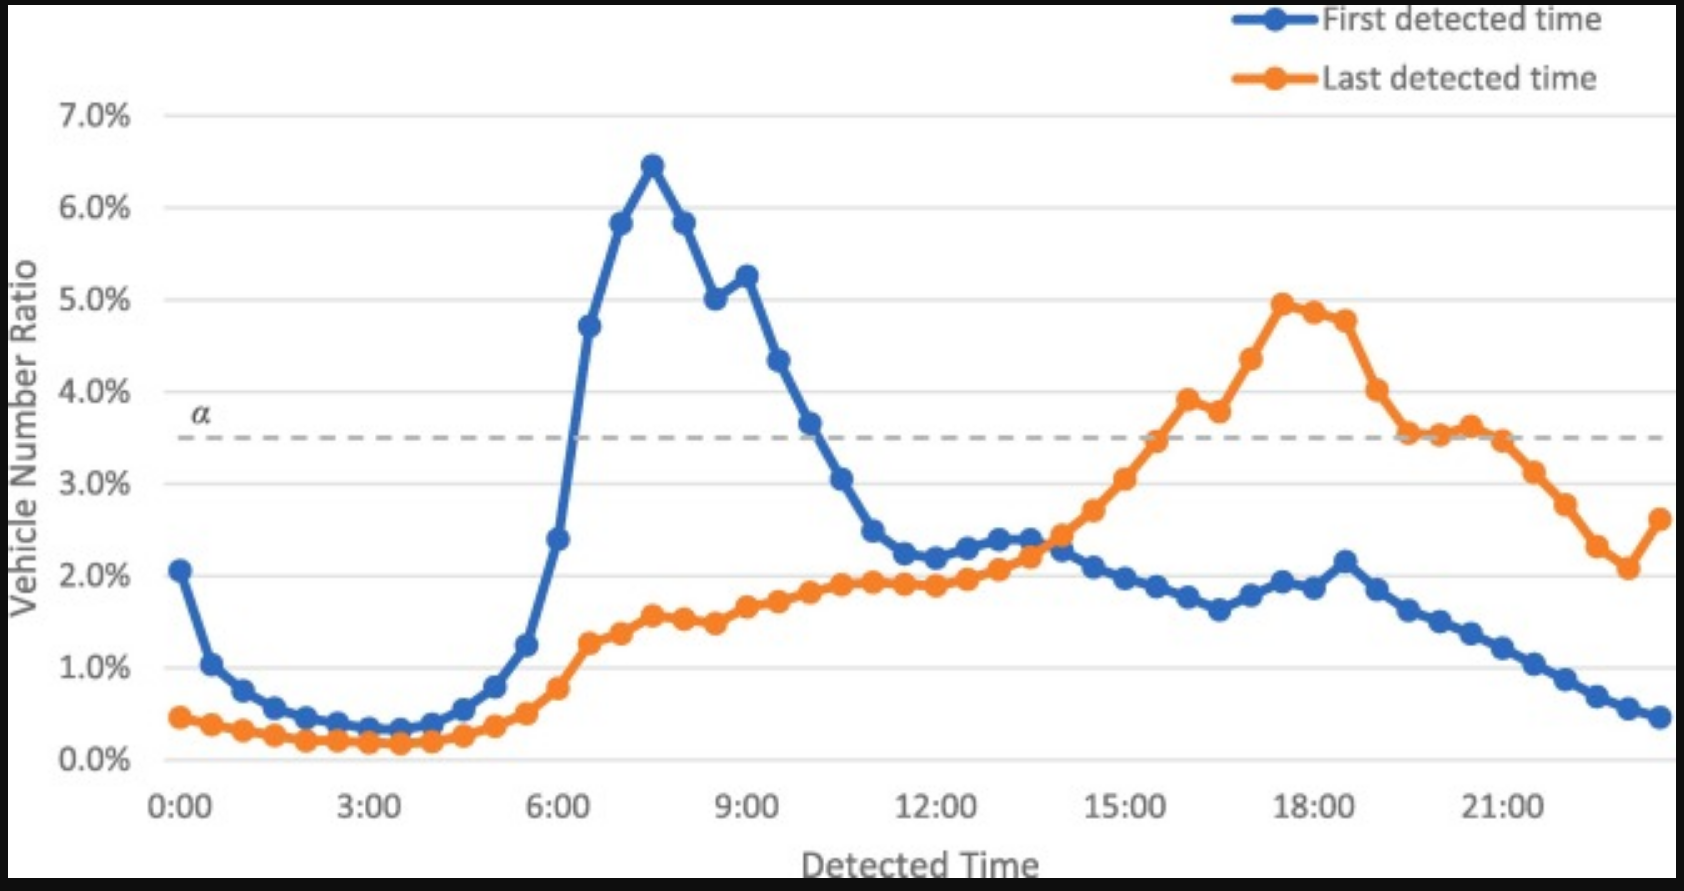 First detected time
Last detected time
7.0%
6.0%
5.0%
4.0%
α
3.0%
2.0%
1.0%
0.0%
Vehicle Number Ratio
0:00 3:00 6:00 9:00 12:00 15:00 18:00 21:00
Detected Time